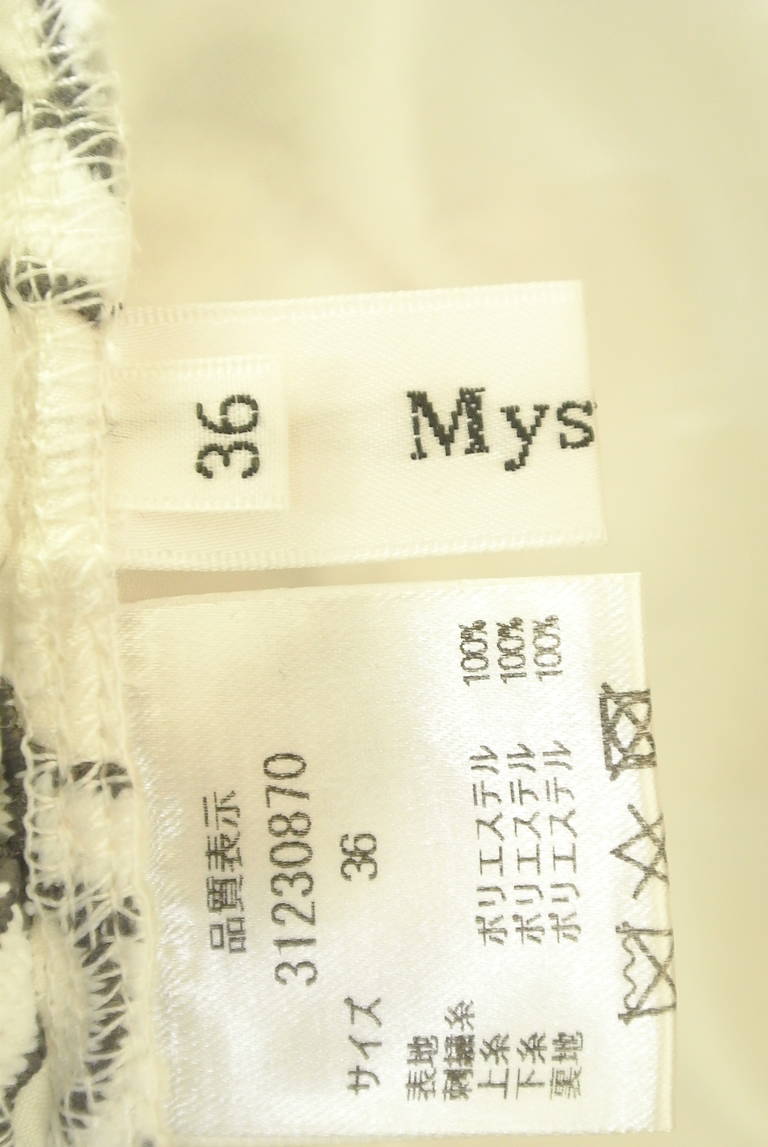 36
Mys
品質表示
31230870
サイズ 36
表地
刺繍糸
上糸 ポリエステル 100%
下糸 ポリエステル 100%
裏地 ポリエステル 100%